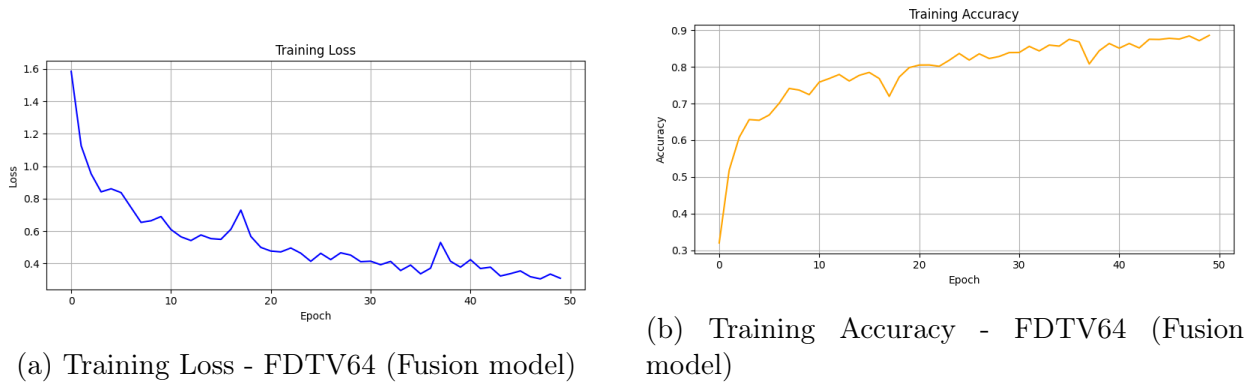 Training Loss
1.6
1.4
1.2
1.0
0.8
0.6
0.4
Loss
0 10 20 30 40 50
Epoch
(a) Training Loss - FDTV64 (Fusion model)
Training Accuracy
0.9
0.8
0.7
0.6
0.5
0.4
0.3
Accuracy
0 10 20 30 40 50
Epoch
(b) Training Accuracy - FDTV64 (Fusion
model)